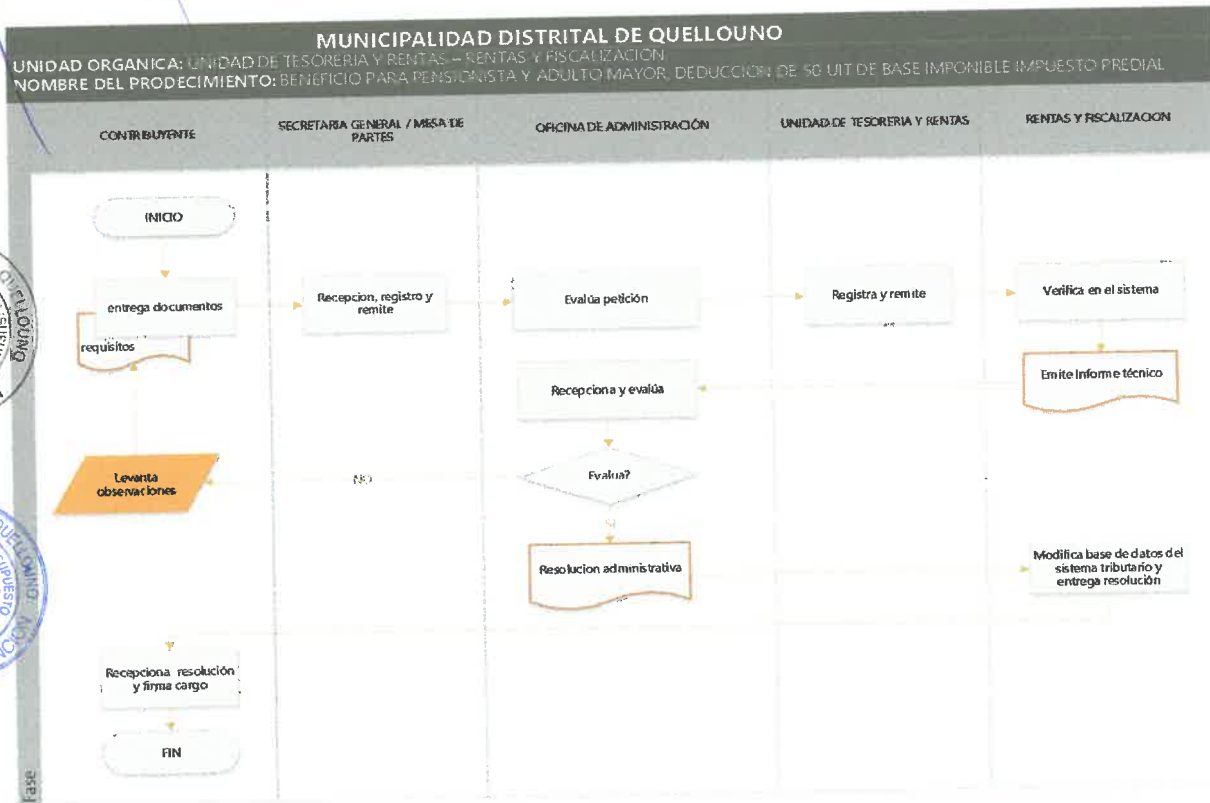 MUNICIPALIDAD DISTRITAL DE QUELLOUNO
UNIDAD ORGANICA: UNIDAD DE TESORERIA Y RENTAS – RENTAS Y FISCALIZACION
NOMBRE DEL PRODECIMIENTO: BENEFICIO PARA PENSIONISTA Y ADULTO MAYOR, DEDUCCION DE 50 UIT DE BASE IMPONIBLE IMPUESTO PREDIAL
CONTRIBUYENTE
SECRETARIA GENERAL / MESA DE
PARTES
OFICINA DE ADMINISTRACIÓN
UNIDAD DE TESORERIA Y RENTAS
RENTAS Y FISCALIZACION
INICIO
entrega documentos
requisitos
Recepcion, registro y
remite
Evalúa petición
Registra y remite
Verifica en el sistema
Emite Informe técnico
Recepciona y evalúa
Evalua?
NO
Levanta
observaciones
SI
Resolucion administrativa
Modifica base de datos del
sistema tributario y
entrega resolución
Recepciona resolución
y firma cargo
FIN
Fase
QUELLOUNO